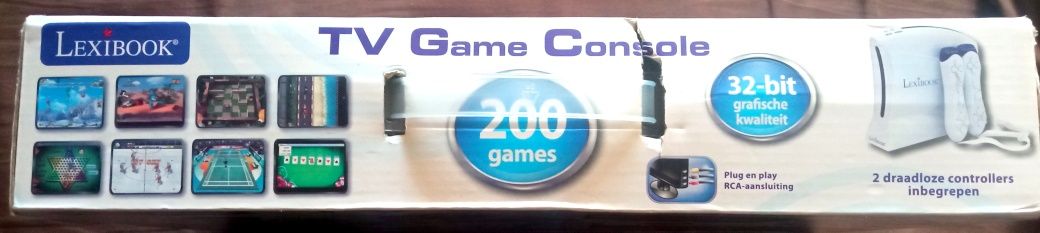 LEXIBOOK®
TV Game Console
200
games
32-bit
grafische
kwaliteit
LEXIBOOK
Plug en play
RCA-aansluiting
2 draadloze controllers
inbegrepen